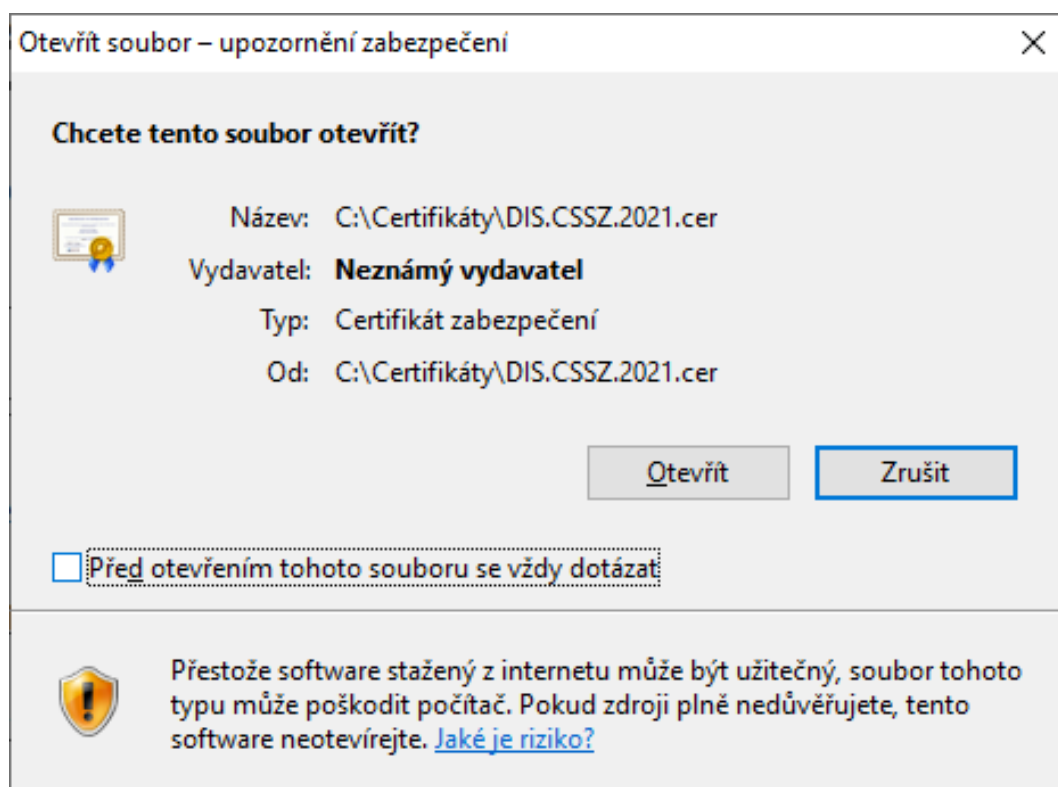 Otevřít soubor – upozornění zabezpečení
Chcete tento soubor otevřít?
Název: C:\Certifikáty\DIS.CSSZ.2021.cer
Vydavatel: Neznámý vydavatel
Typ: Certifikát zabezpečení
Od: C:\Certifikáty\DIS.CSSZ.2021.cer
Otevřít Zrušit
Před otevřením tohoto souboru se vždy dotázat
Přestože software stažený z internetu může být užitečný, soubor tohoto
typu může poškodit počítač. Pokud zdroji plně nedůvěřujete, tento
software neotevírejte. Jaké je riziko?